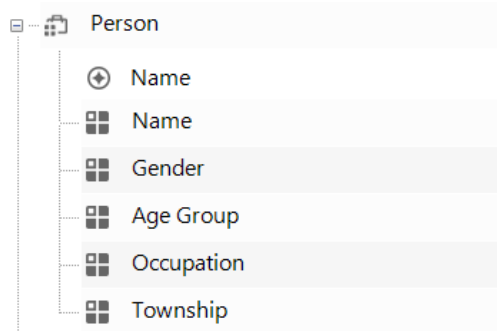 Person
Name
Name
Gender
Age Group
Occupation
Township